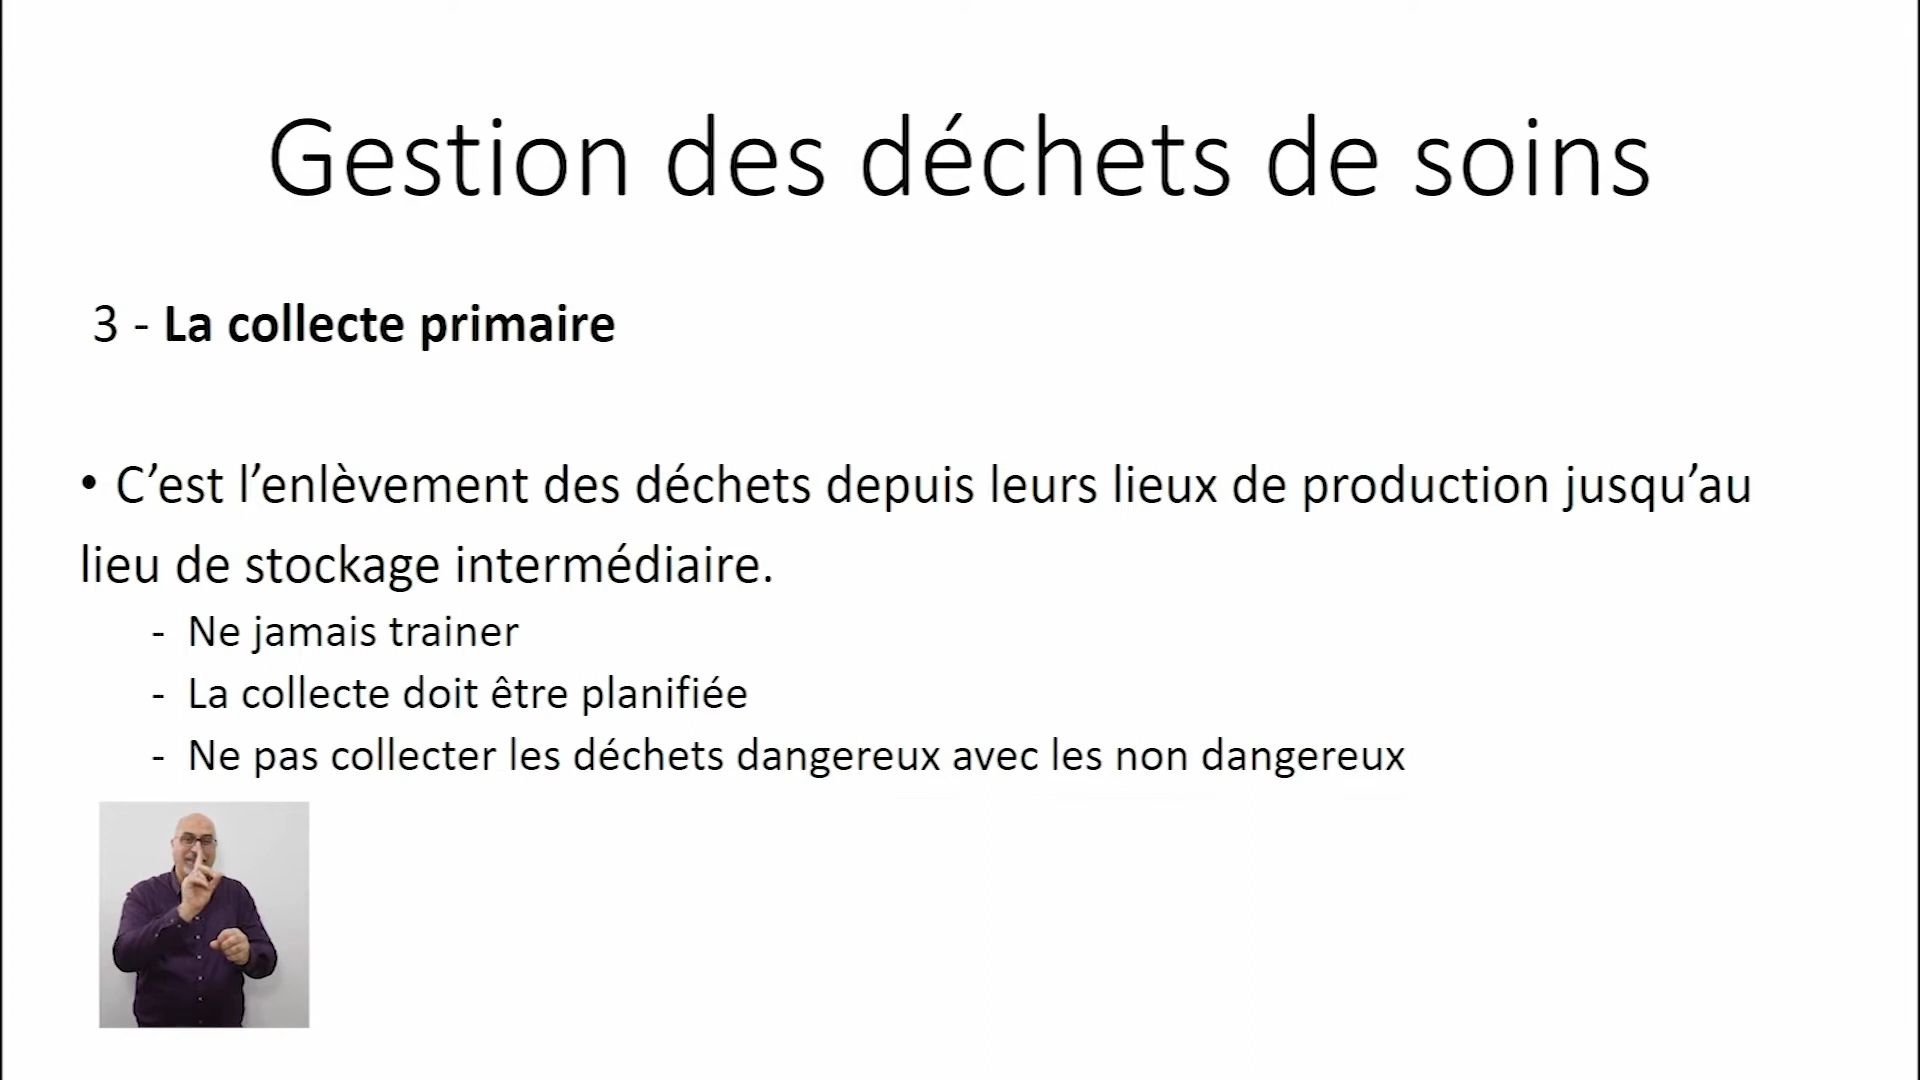 Gestion des déchets de soins
3 - La collecte primaire
• C’est l’enlèvement des déchets depuis leurs lieux de production jusqu’au
lieu de stockage intermédiaire.
- Ne jamais trainer
- La collecte doit être planifiée
- Ne pas collecter les déchets dangereux avec les non dangereux